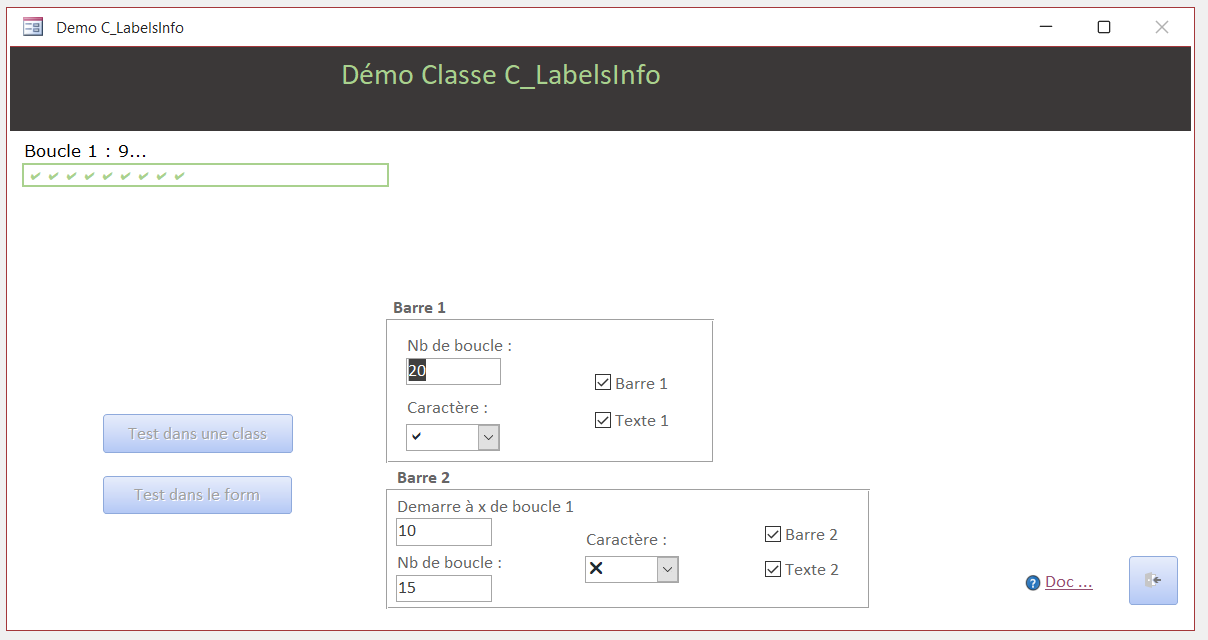 Demo C_LabelsInfo
Démo Classe C_LabelsInfo
Boucle 1 : 9...
✔ ✔ ✔ ✔ ✔ ✔ ✔ ✔ ✔
Barre 1
Nb de boucle :
20
Barre 1
Caractère :
Texte 1
✔
Test dans une class
Test dans le form
Barre 2
Demarre à x de boucle 1
10
Caractère :
Barre 2
Nb de boucle :
✕
Texte 2
15
Doc ...